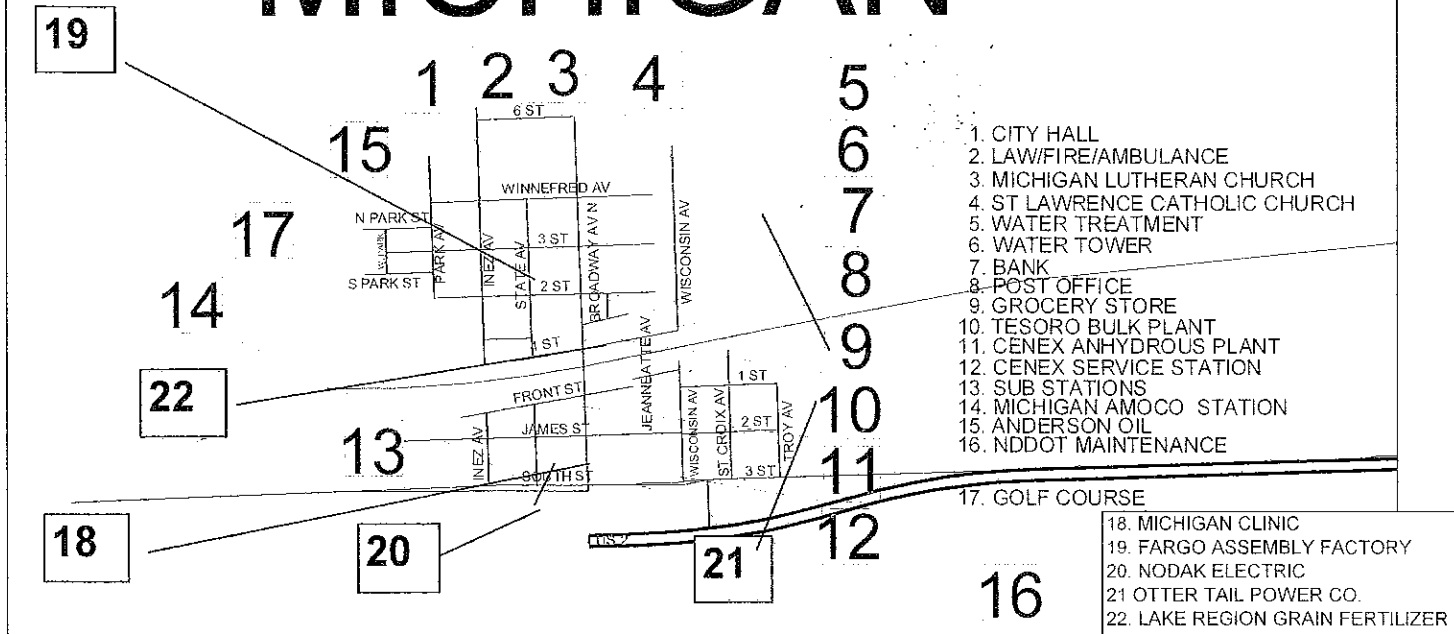 MICHIGAN
19
1
2
3
4
5
6 ST
15
6
1. CITY HALL
2. LAW/FIRE/AMBULANCE
3. MICHIGAN LUTHERAN CHURCH
4. ST LAWRENCE CATHOLIC CHURCH
5. WATER TREATMENT
6. WATER TOWER
7. BANK
8. POST OFFICE
9. GROCERY STORE
10. TESORO BULK PLANT
11. CENEX ANHYDROUS PLANT
12. CENEX SERVICE STATION
13. SUB STATIONS
14. MICHIGAN AMOCO STATION
15. ANDERSON OIL
16. NDDOT MAINTENANCE
17. GOLF COURSE
WINNEFRED AV
17
N PARK ST
7
PARK AV
INEZ AV
STATE AV
3 ST
BROADWAY AV N
WISCONSIN AV
S PARK ST
2 ST
8
14
1 ST
JEANNEATTE AV
9
22
FRONT ST
1 ST
10
13
INEZ AV
JAMES ST
WISCONSIN AV
ST CROIX AV
2 ST
TROY AV
SOUTH ST
3 ST
11
18
20
US 2
21
12
16
18. MICHIGAN CLINIC
19. FARGO ASSEMBLY FACTORY
20. NODAK ELECTRIC
21 OTTER TAIL POWER CO.
22. LAKE REGION GRAIN FERTILIZER